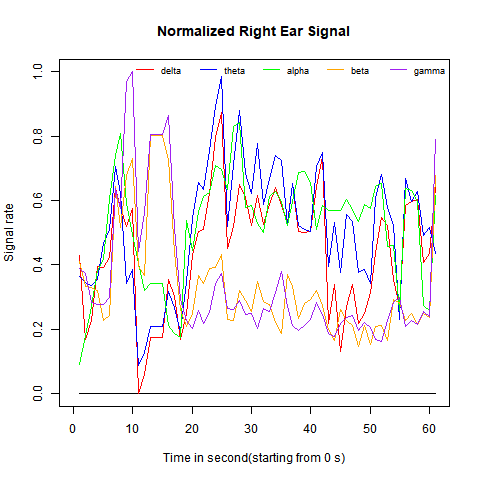 Normalized Right Ear Signal
delta theta alpha beta gamma
1.0
0.8
0.6
0.4
0.2
0.0
Signal rate
0 10 20 30 40 50 60
Time in second(starting from 0 s)